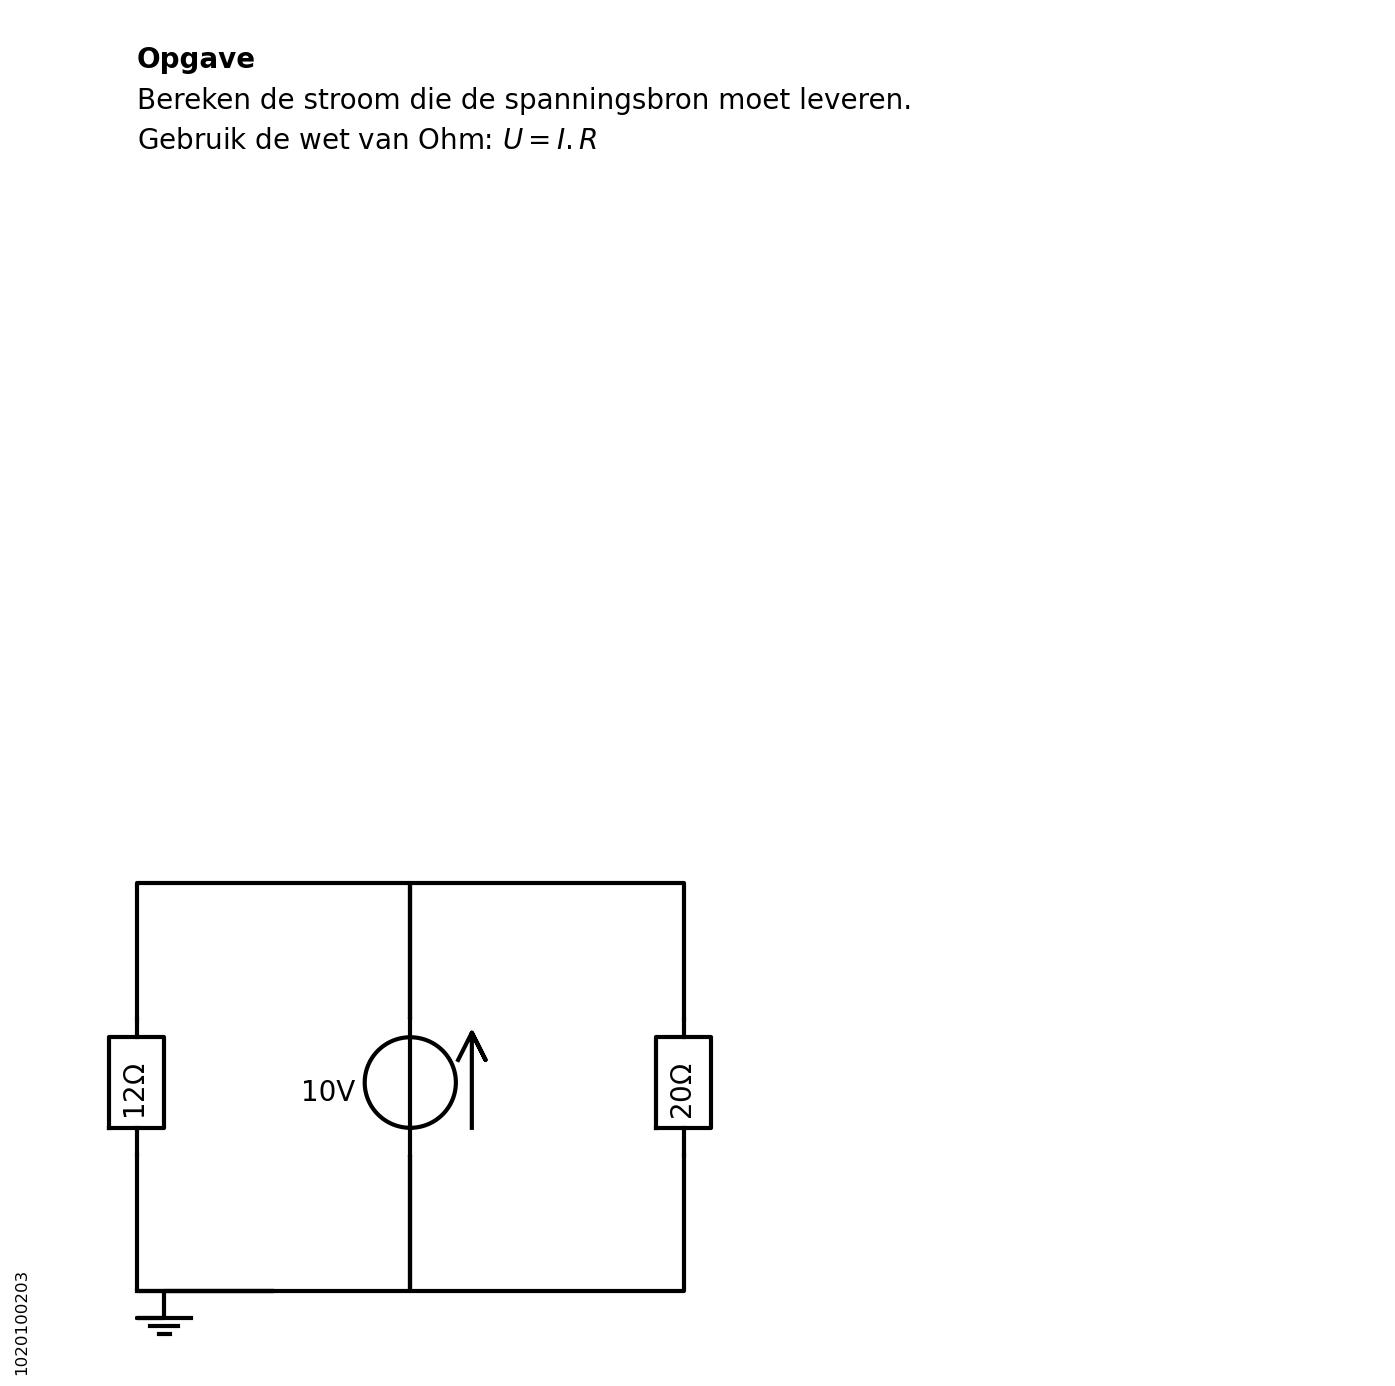 Opgave
Bereken de stroom die de spanningsbron moet leveren.
Gebruik de wet van Ohm: U = I. R
12Ω
10V
20Ω
1020100203